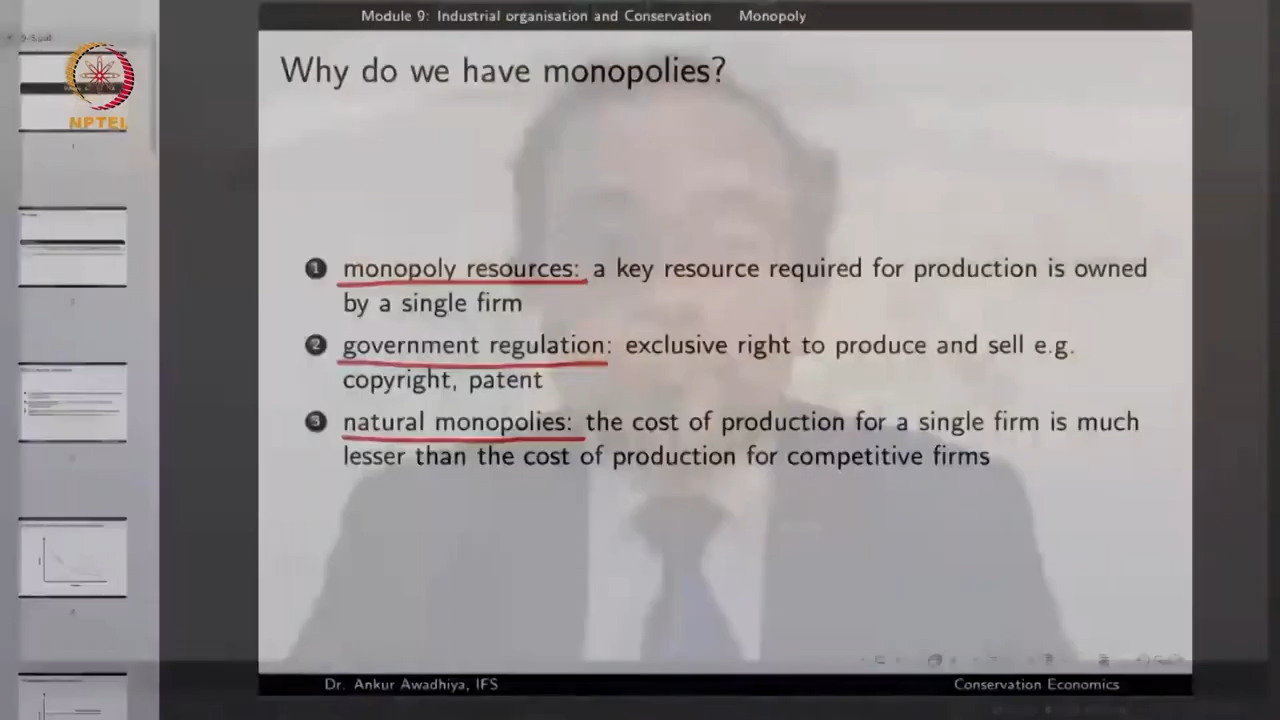 Module 9: Industrial organisation and Conservation Monopoly
NPTEL
Why do we have monopolies?
1 monopoly resources: a key resource required for production is owned
by a single firm
2 government regulation: exclusive right to produce and sell e.g.
copyright, patent
3 natural monopolies: the cost of production for a single firm is much
lesser than the cost of production for competitive firms
Dr. Ankur Awadhiya, IFS Conservation Economics